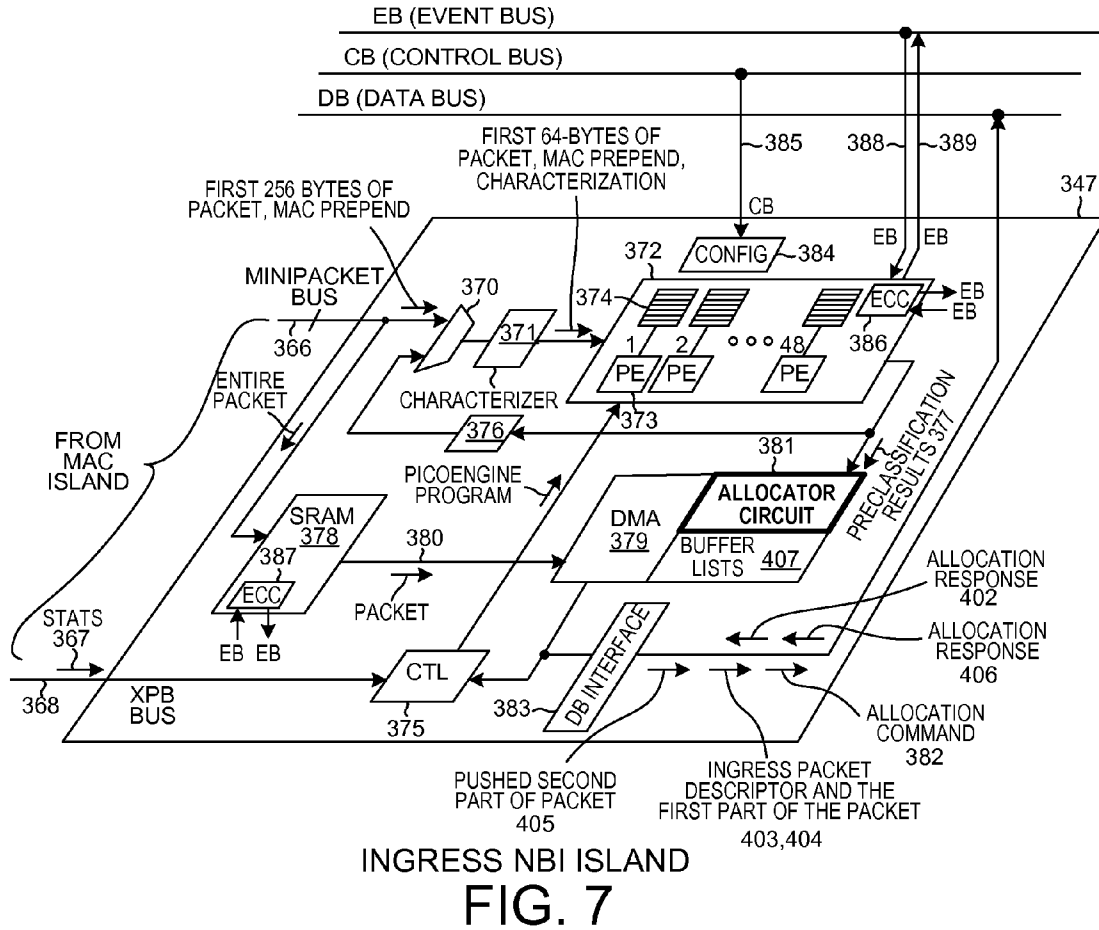 EB (EVENT BUS)
CB (CONTROL BUS)
DB (DATA BUS)
FIRST 64-BYTES OF
PACKET, MAC PREPEND,
CHARACTERIZATION
385
388
389
FIRST 256 BYTES OF
PACKET, MAC PREPEND
347
CB
EB
EB
CONFIG
384
372
MINIPACKET
BUS
370
374
ECC
EB
EB
366
371
386
1
2
48
PE
PE
PE
ENTIRE
PACKET
CHARACTERIZER
373
376
FROM
MAC
ISLAND
PICOENGINE
PROGRAM
381
PRECLASSIFICATION
RESULTS 377
SRAM
378
ALLOCATOR
CIRCUIT
DMA
379
380
387
BUFFER
LISTS
407
ECC
PACKET
ALLOCATION
RESPONSE
402
STATS
367
EB
EB
ALLOCATION
RESPONSE
406
CTL
DB INTERFACE
368
XPB
BUS
375
383
ALLOCATION
COMMAND
382
PUSHED SECOND
PART OF PACKET
405
INGRESS PACKET
DESCRIPTOR AND THE
FIRST PART OF THE PACKET
403,404
INGRESS NBI ISLAND
FIG. 7